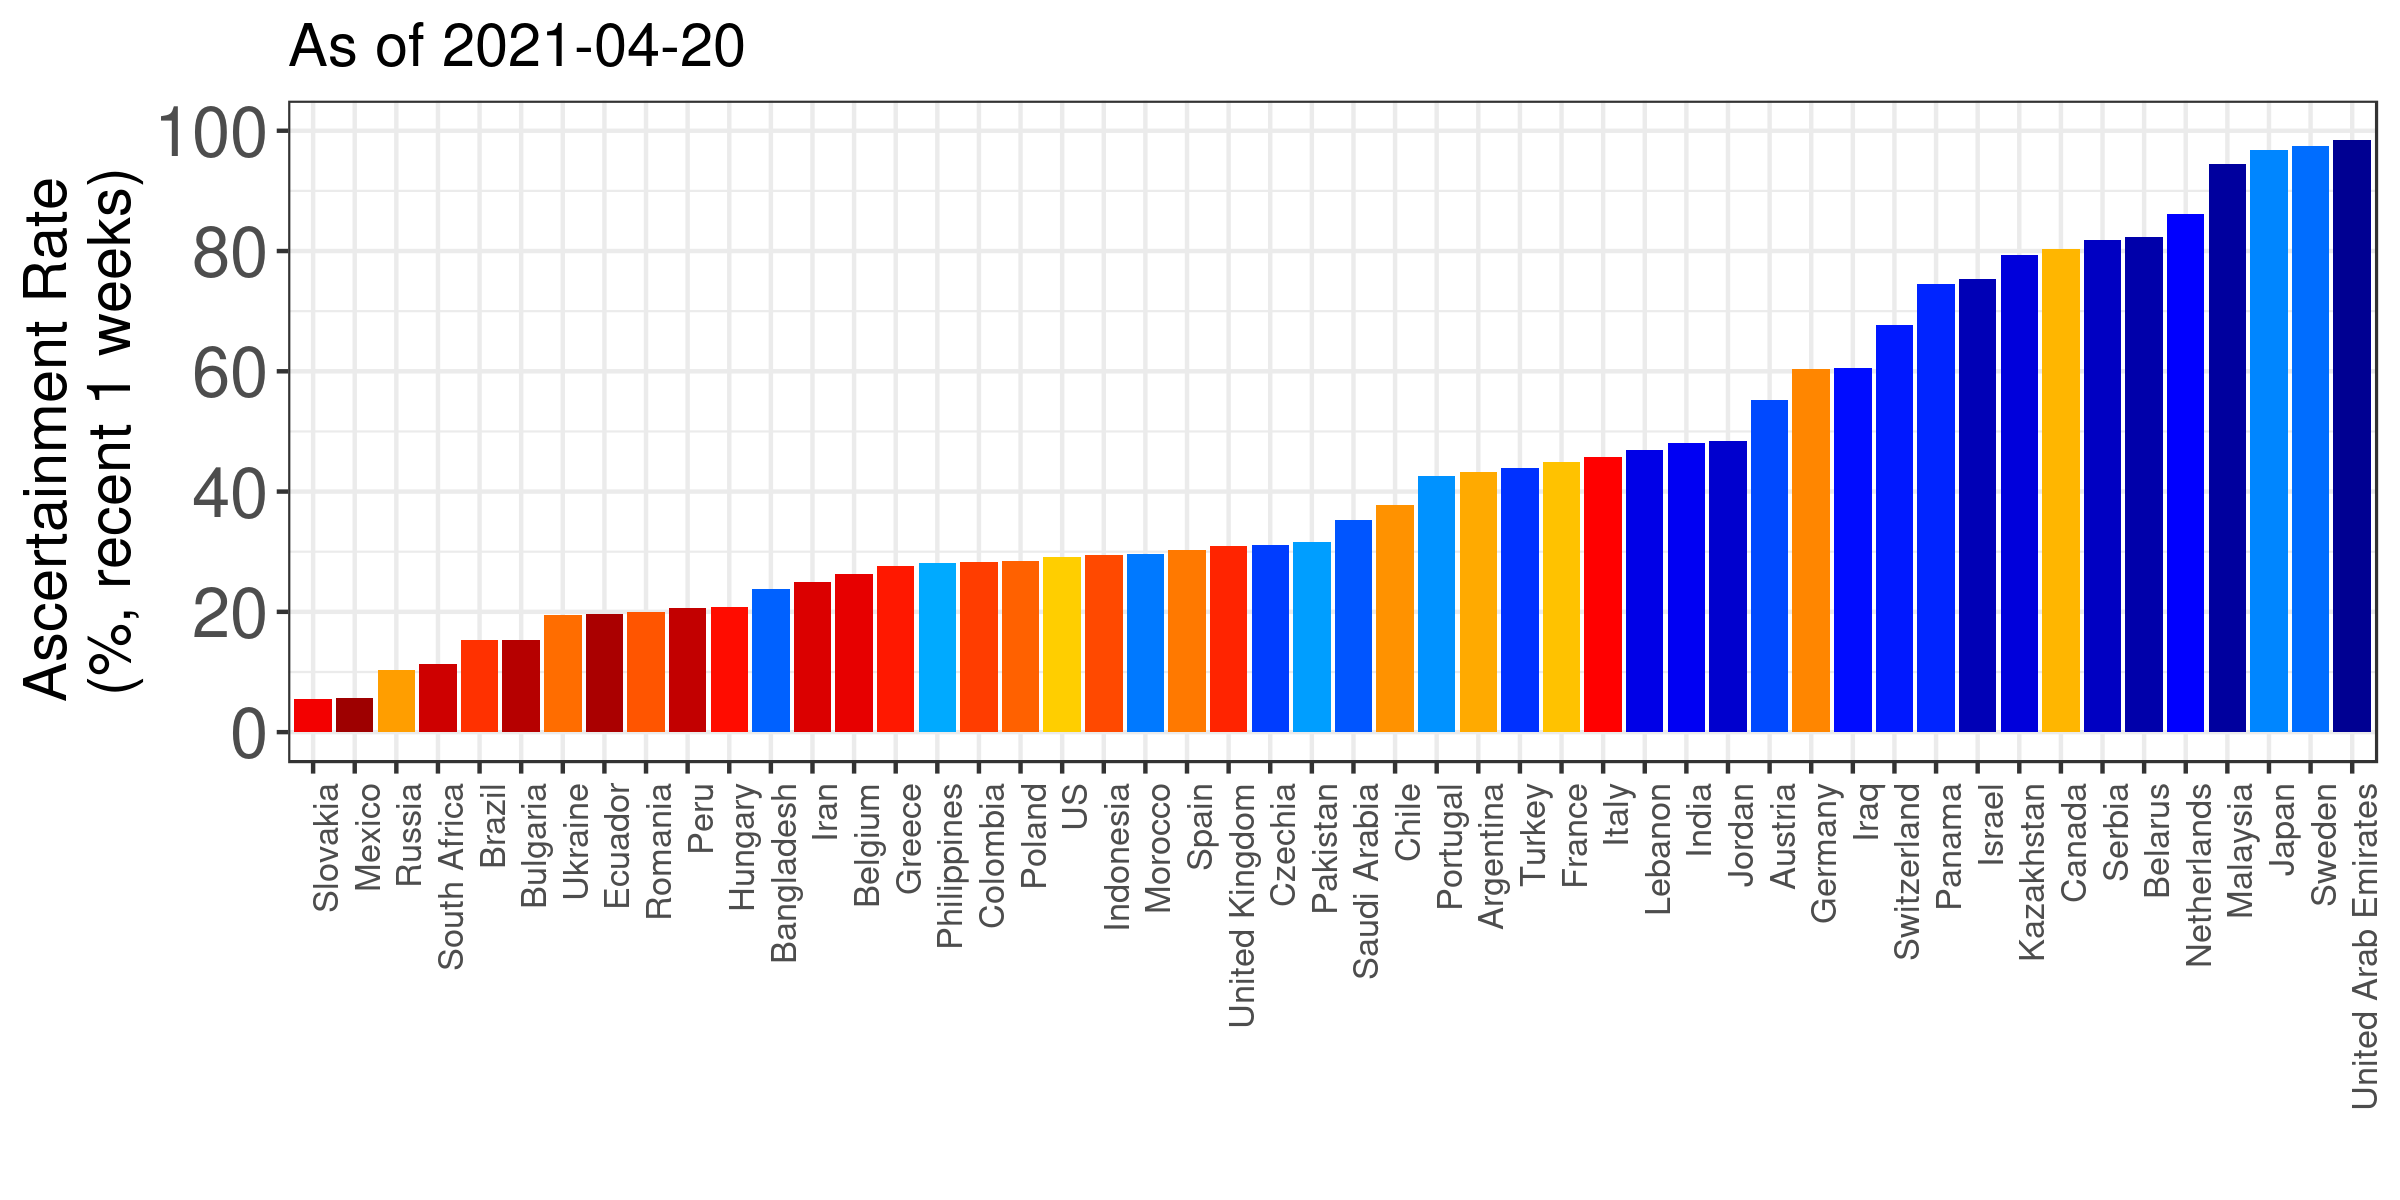 As of 2021-04-20
Ascertainment Rate
(%, recent 1 weeks)
100
80
60
40
20
0
Slovakia
Mexico
Russia
South Africa
Brazil
Bulgaria
Ukraine
Ecuador
Romania
Peru
Hungary
Bangladesh
Iran
Belgium
Greece
Philippines
Colombia
Poland
US
Indonesia
Morocco
Spain
United Kingdom
Czechia
Pakistan
Saudi Arabia
Chile
Portugal
Argentina
Turkey
France
Italy
Lebanon
India
Jordan
Austria
Germany
Iraq
Switzerland
Panama
Israel
Kazakhstan
Canada
Serbia
Belarus
Netherlands
Malaysia
Japan
Sweden
United Arab Emirates